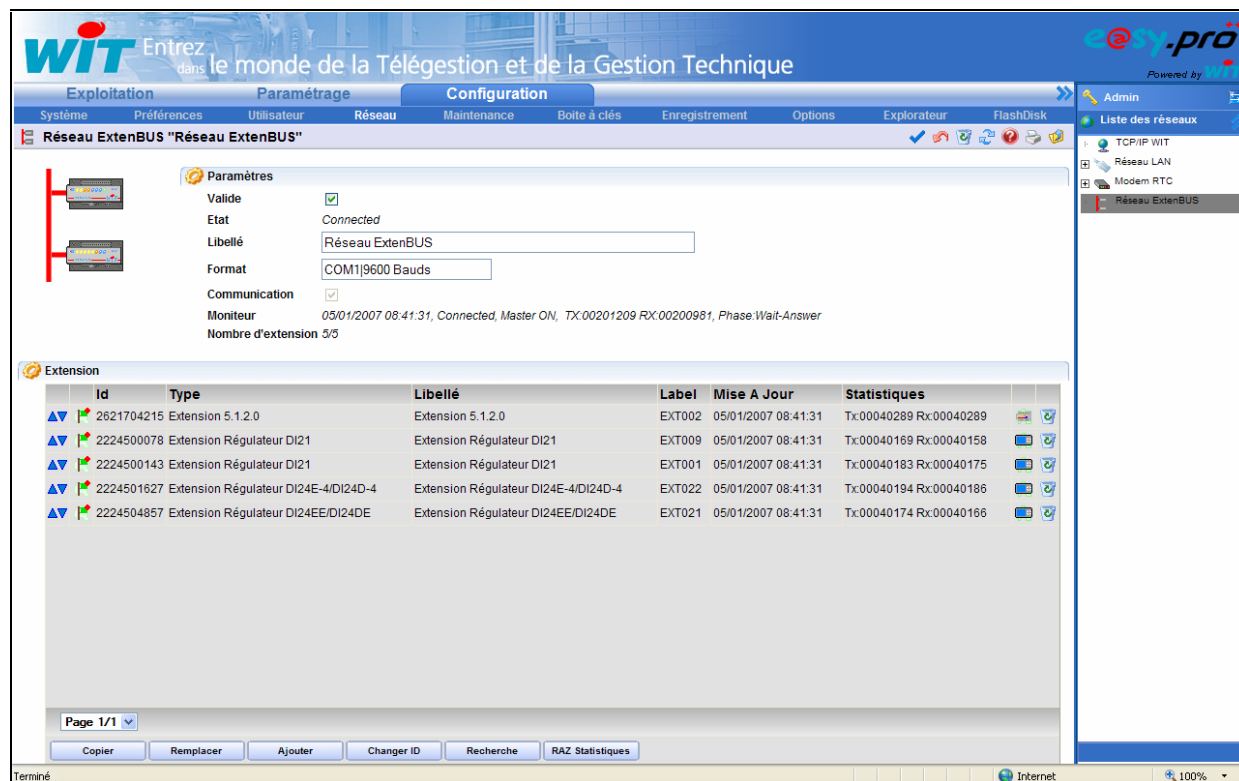 WIT Entrez
dans le monde de la Télégestion et de la Gestion Technique
e@sy.pro
Powered by WIT
Exploitation Paramétrage Configuration
Système Préférences Utilisateur Réseau Maintenance Boite à clés Enregistrement Options Explorateur FlashDisk
Admin
Liste des réseaux
Réseau ExtenBUS "Réseau ExtenBUS"
TCP/IP WIT
Réseau LAN
Modem RTC
Réseau ExtenBUS
Paramètres
Valide
Etat Connected
Libellé Réseau ExtenBUS
Format COM1|9600 Bauds
Communication
Moniteur 05/01/2007 08:41:31, Connected, Master ON, TX:00201209 RX:00200981, Phase:Wait-Answer
Nombre d'extension 5/5
Extension
Id Type Libellé Label Mise A Jour Statistiques
2621704215 Extension 5.1.2.0 Extension 5.1.2.0 EXT002 05/01/2007 08:41:31 Tx:00040289 Rx:00040289
2224500078 Extension Régulateur DI21 Extension Régulateur DI21 EXT009 05/01/2007 08:41:31 Tx:00040169 Rx:00040158
2224500143 Extension Régulateur DI21 Extension Régulateur DI21 EXT001 05/01/2007 08:41:31 Tx:00040183 Rx:00040175
2224501627 Extension Régulateur DI24E-4/DI24D-4 Extension Régulateur DI24E-4/DI24D-4 EXT022 05/01/2007 08:41:31 Tx:00040194 Rx:00040186
2224504857 Extension Régulateur DI24EE/DI24DE Extension Régulateur DI24EE/DI24DE EXT021 05/01/2007 08:41:31 Tx:00040174 Rx:00040166
Page 1/1
Copier Remplacer Ajouter Changer ID Recherche RAZ Statistiques
Terminé Internet 100%